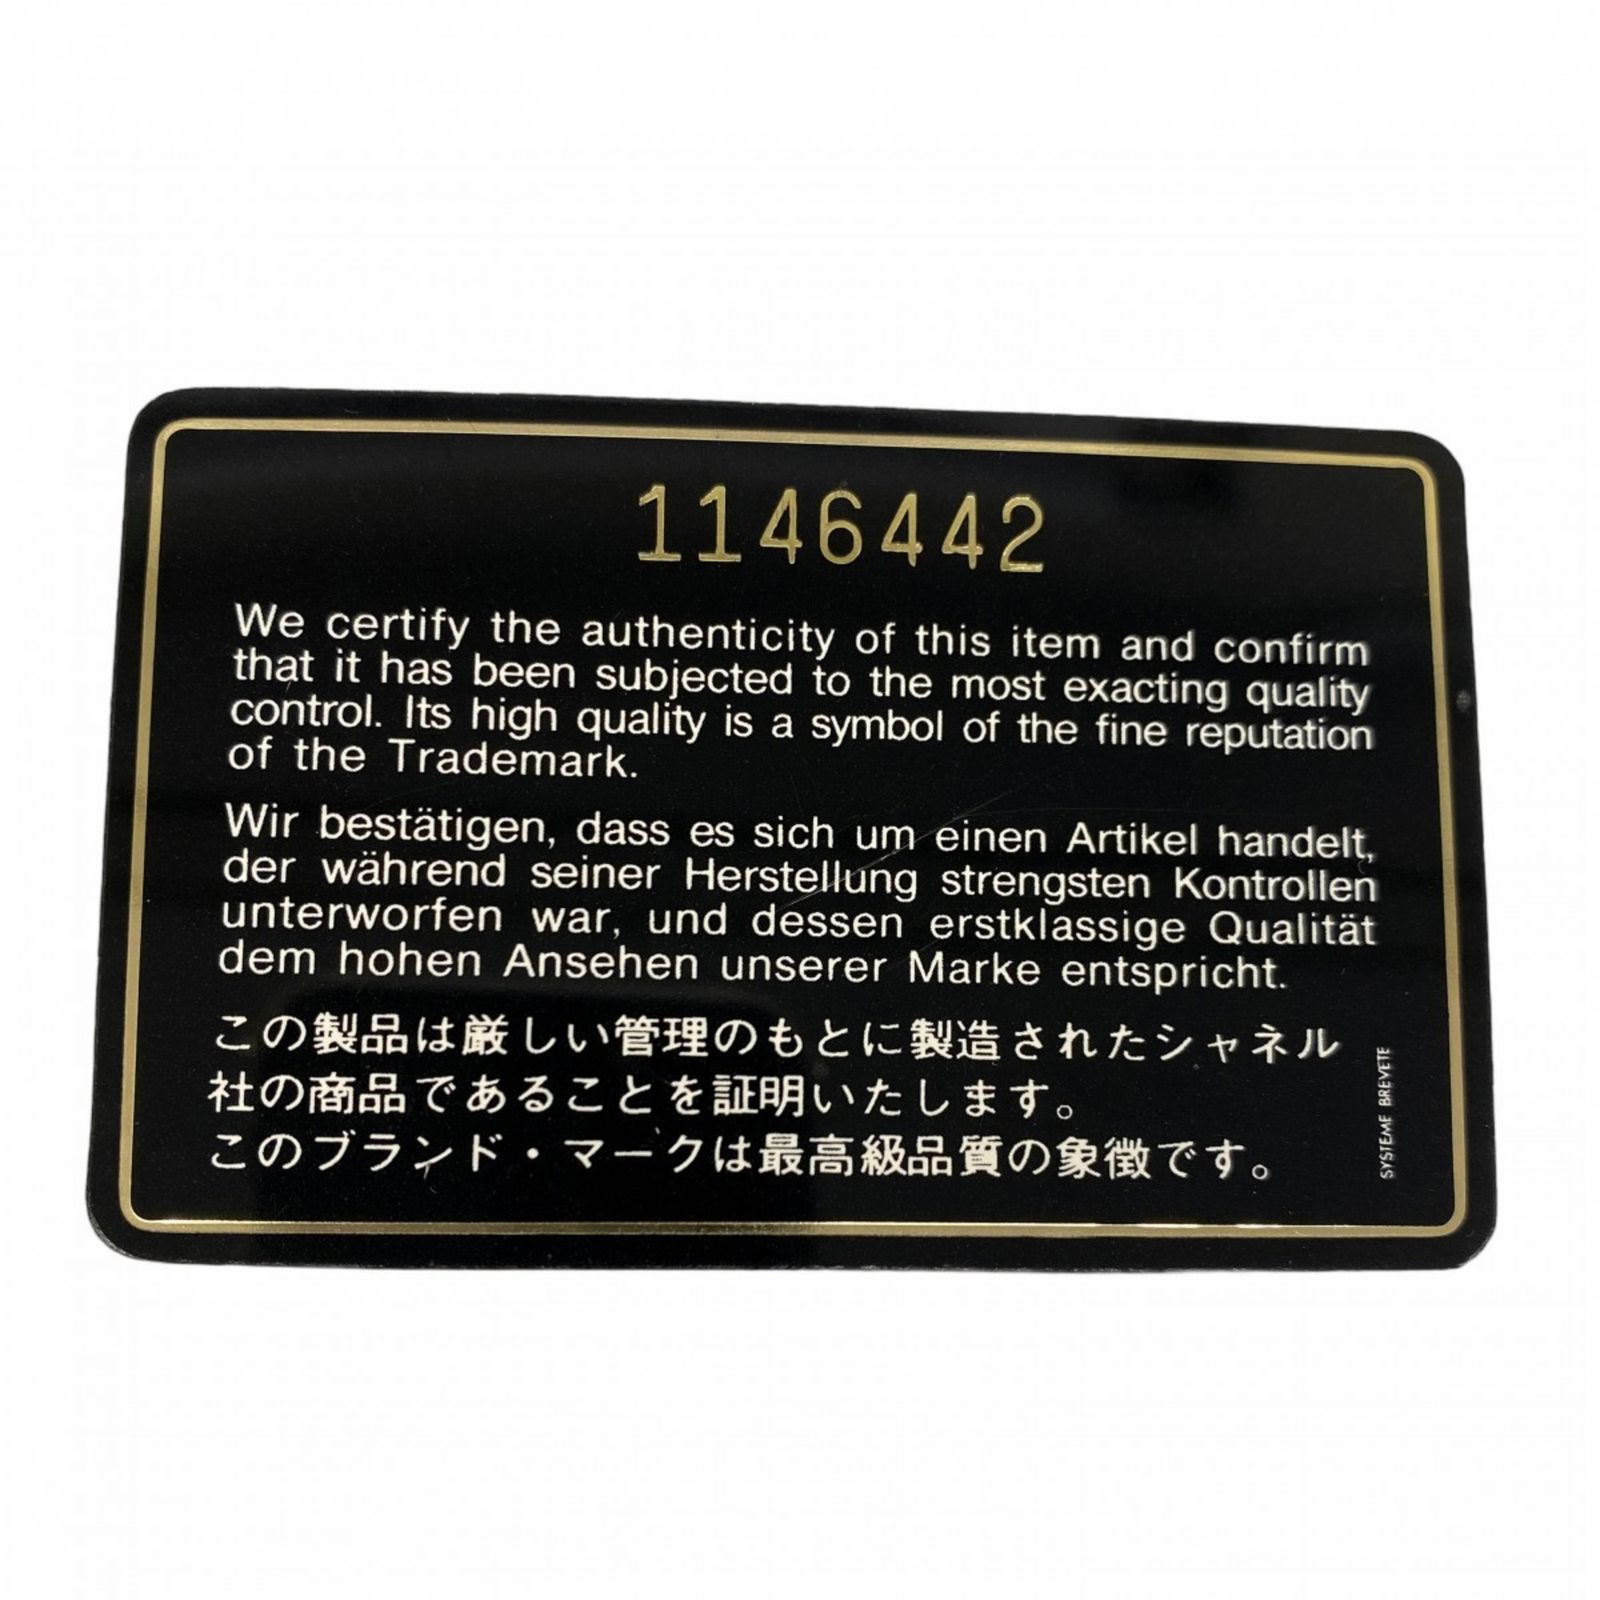 1146442
We certify the authenticity of this item and confirm
that it has been subjected to the most exacting quality
control. Its high quality is a symbol of the fine reputation
of the Trademark.
Wir bestätigen, dass es sich um einen Artikel handelt,
der während seiner Herstellung strengsten Kontrollen
unterworfen war, und dessen erstklassige Qualität
dem hohen Ansehen unserer Marke entspricht.
この製品は厳しい管理のもとに製造されたシャネル
社の商品であることを証明いたします。
このブランド・マークは最高級品質の象徴です。
SYSTEME BREVETE